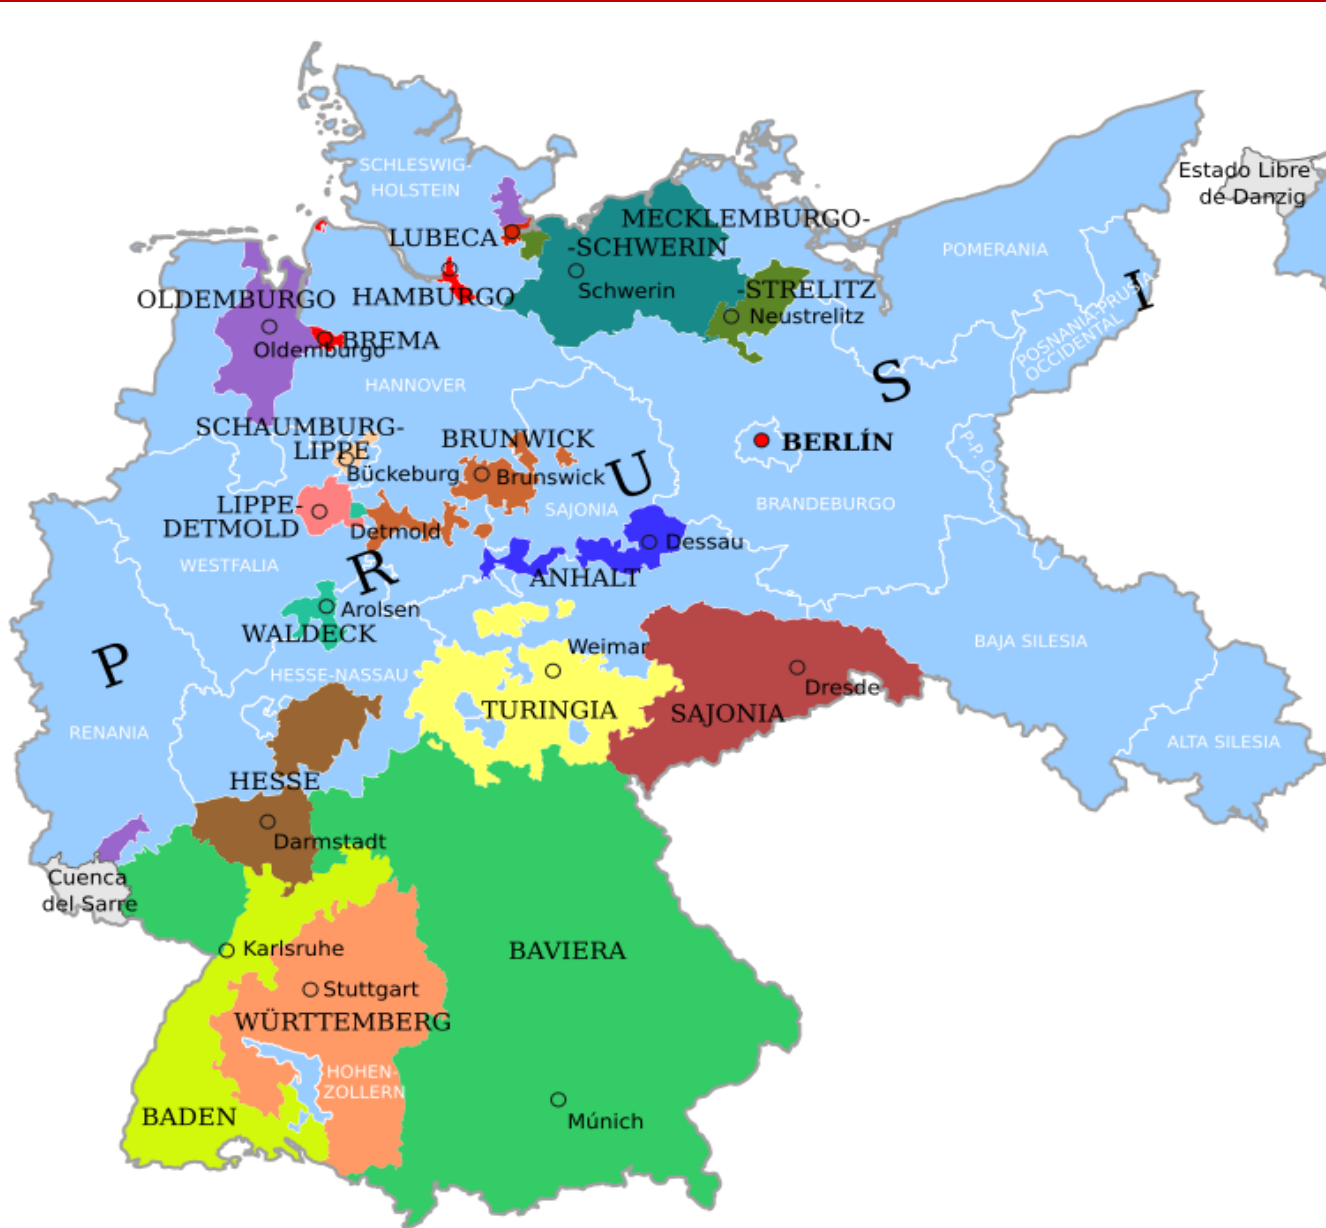 SCHLESWIG-
HOLSTEIN
Estado Libre
de Danzig
MECKLEMBURGO-
-SCHWERIN
LUBECA
POMERANIA
Schwerin
-STRELITZ
Neustrelitz
OLDEMBURGO
HAMBURGO
Oldemburgo
BREMA
HANNOVER
POSNANIA-PRUSIA
OCCIDENTAL
P
R
U
S
I
SCHAUMBURG-
LIPPE
Bückeburg
BRUNWICK
Brunswick
BERLÍN
P.-P. O.
LIPPE-
DETMOLD
Detmold
SAJONIA
BRANDEBURGO
WESTFALIA
Dessau
ANHALT
Arolsen
WALDECK
HESSE-NASSAU
Weimar
TURINGIA
SAJONIA
Dresde
BAJA SILESIA
ALTA SILESIA
RENANIA
HESSE
Darmstadt
Cuenca
del Sarre
Karlsruhe
Stuttgart
WÜRTTEMBERG
BAVIERA
HOHEN-
ZOLLERN
BADEN
Múnich